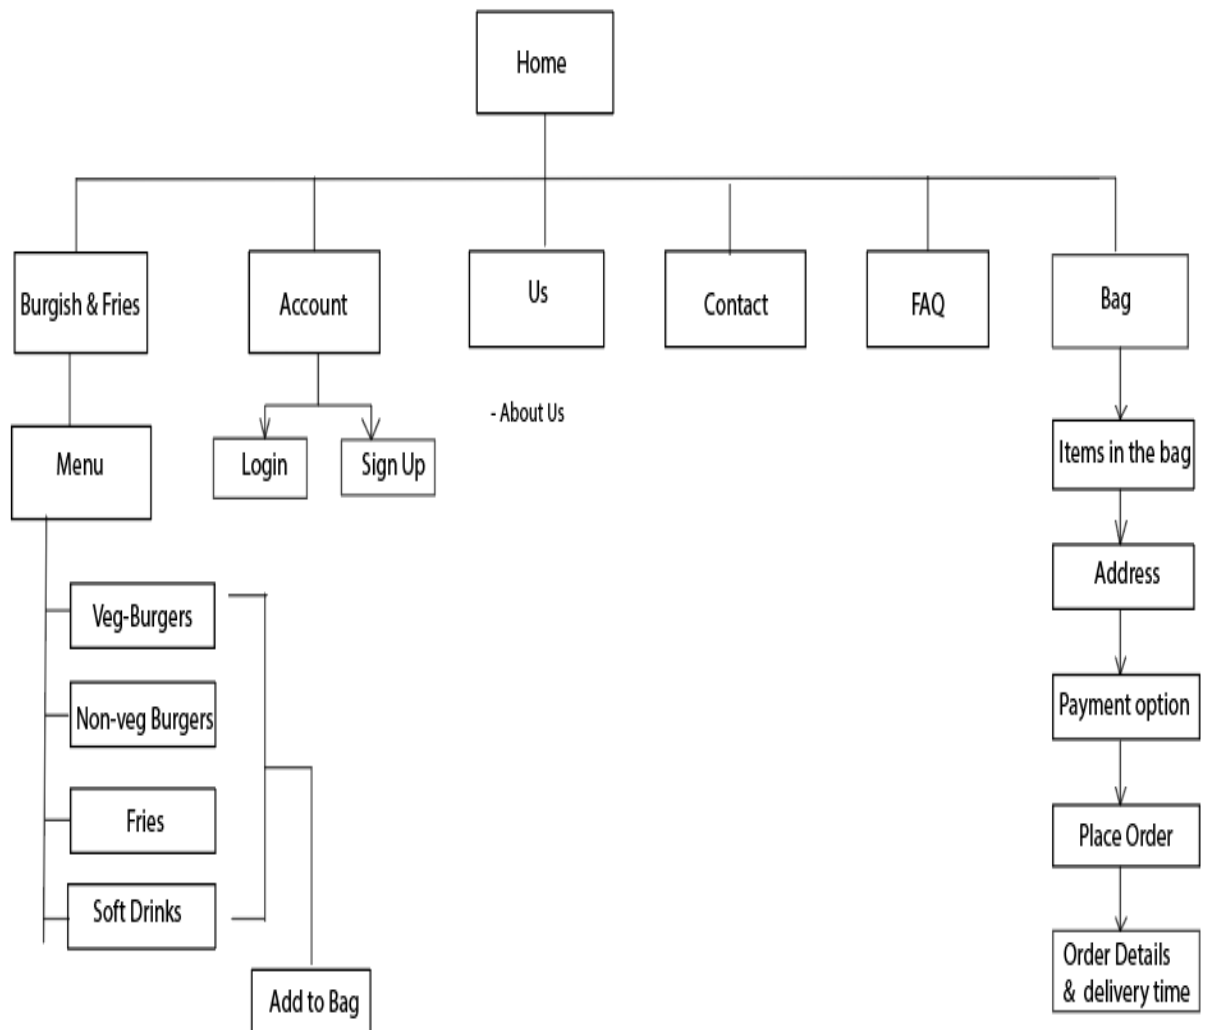 Home
Burgish & Fries
Account
Us
Contact
FAQ
Bag
- About Us
Menu
Login
Sign Up
Items in the bag
Address
Veg-Burgers
Non-veg Burgers
Payment option
Fries
Place Order
Soft Drinks
Order Details
& delivery time
Add to Bag